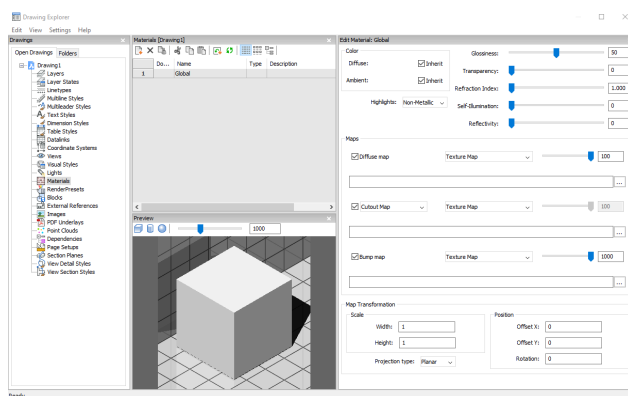 Drawing Explorer
Edit View Settings Help
Drawings
Open Drawings Folders
Drawing1
Layers
Layer States
Linetypes
Multiline Styles
Multileader Styles
Text Styles
Dimension Styles
Table Styles
Datalinks
Coordinate Systems
Views
Visual Styles
Lights
Materials
RenderPresets
Blocks
External References
Images
PDF Underlays
Point Clouds
Dependencies
Page Setups
Section Planes
View Detail Styles
View Section Styles
Materials [Drawing1]
Do... Name Type Description
1 Global
Preview
1000
Edit Material: Global
Color
Diffuse: Inherit
Ambient: Inherit
Highlights: Non-Metallic
Glossiness: 50
Transparency: 0
Refraction Index: 1.000
Self-Illumination: 0
Reflectivity: 0
Maps
Diffuse map Texture Map 100
...
Cutout Map Texture Map 100
...
Bump map Texture Map 1000
...
Map Transformation
Scale
Width: 1
Height: 1
Projection type: Planar
Position
Offset X: 0
Offset Y: 0
Rotation: 0
Ready